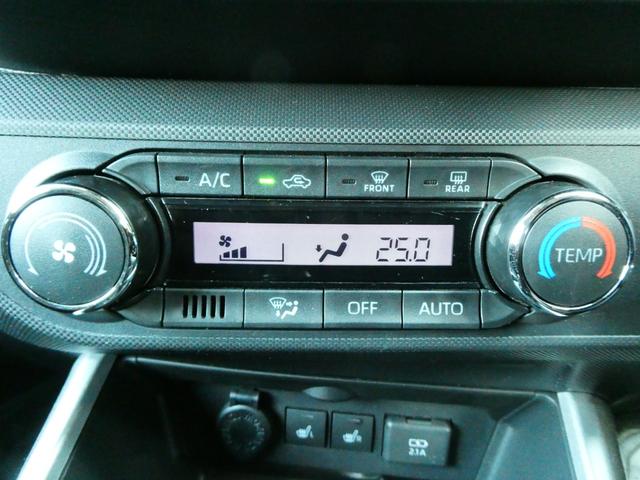 A/C FRONT REAR
25.0
TEMP
OFF AUTO
L R
2.1A